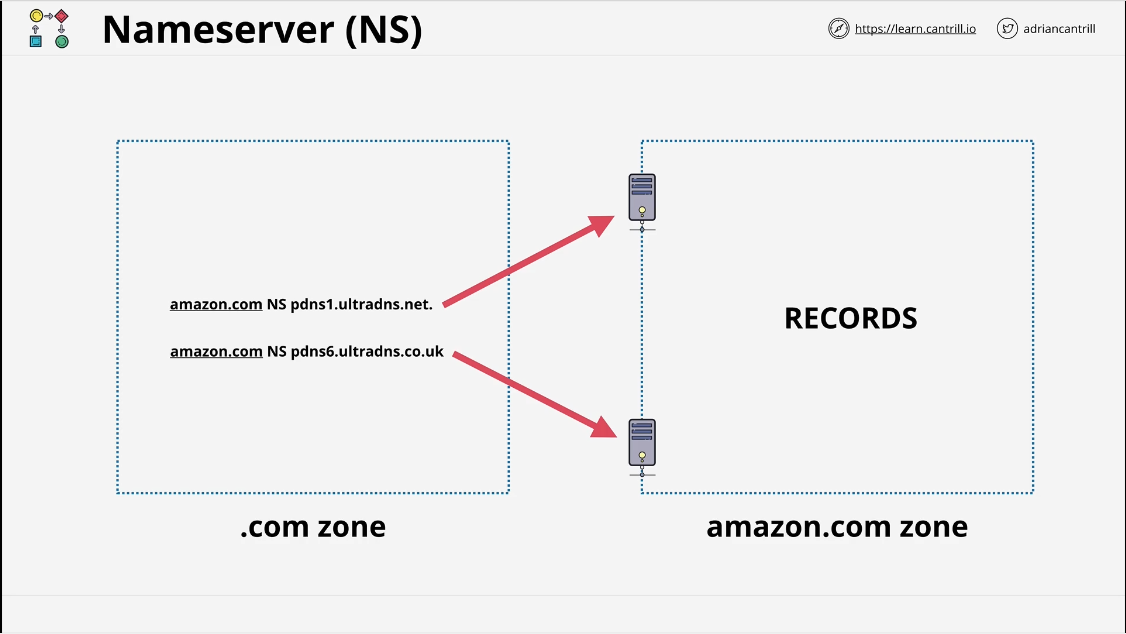 Nameserver (NS)
https://learn.cantrill.io
adriancantrill
amazon.com NS pdns1.ultradns.net.
amazon.com NS pdns6.ultradns.co.uk
RECORDS
.com zone
amazon.com zone